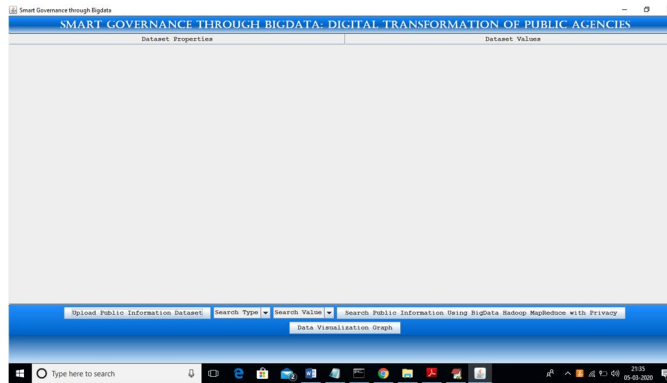 Smart Governance through Bigdata
SMART GOVERNANCE THROUGH BIGDATA: DIGITAL TRANSFORMATION OF PUBLIC AGENCIES
Dataset Properties Dataset Values
Upload Public Information Dataset Search Type Search Value Search Public Information Using BigData Hadoop MapReduce with Privacy
Data Visualization Graph
Type here to search
21:35
05-03-2020